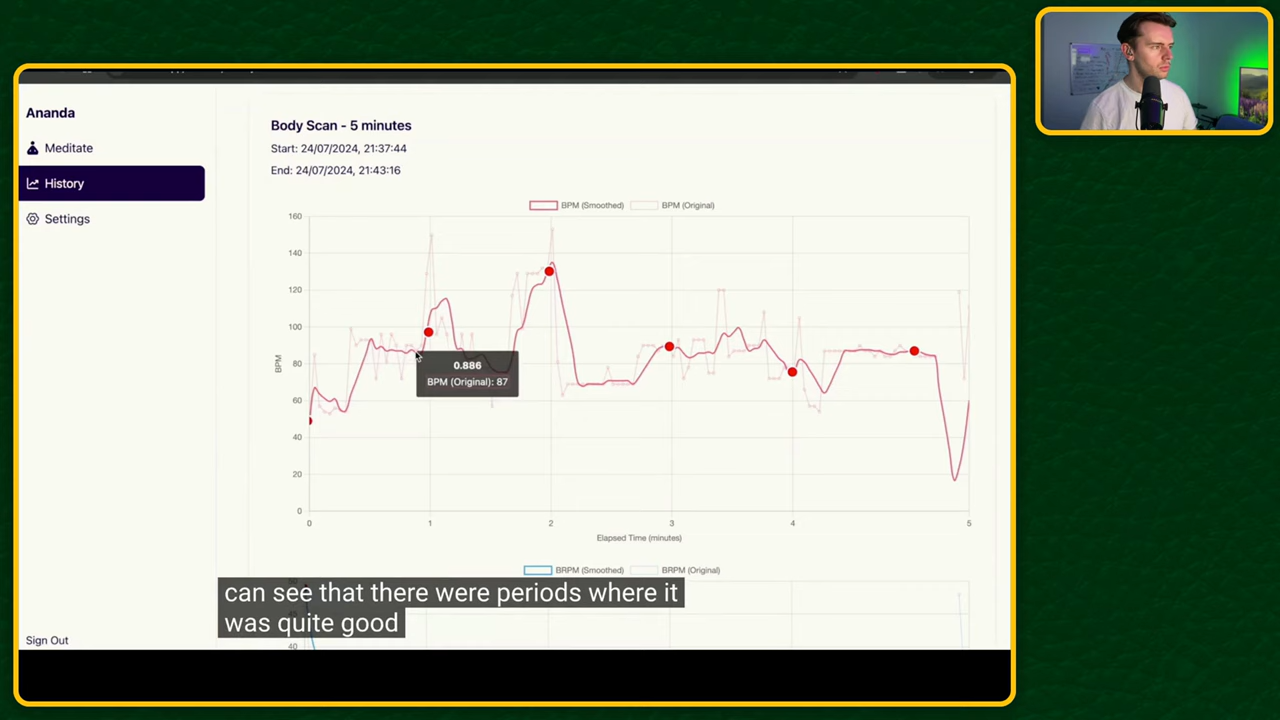 Ananda
Meditate
History
Settings
Sign Out
Body Scan - 5 minutes
Start: 24/07/2024, 21:37:44
End: 24/07/2024, 21:43:16
BPM (Smoothed) BPM (Original)
160
140
120
100
80
60
40
20
0
BPM
0.886
BPM (Original): 87
0 1 2 3 4 5
Elapsed Time (minutes)
BRPM (Smoothed) BRPM (Original)
40
can see that there were periods where it
was quite good